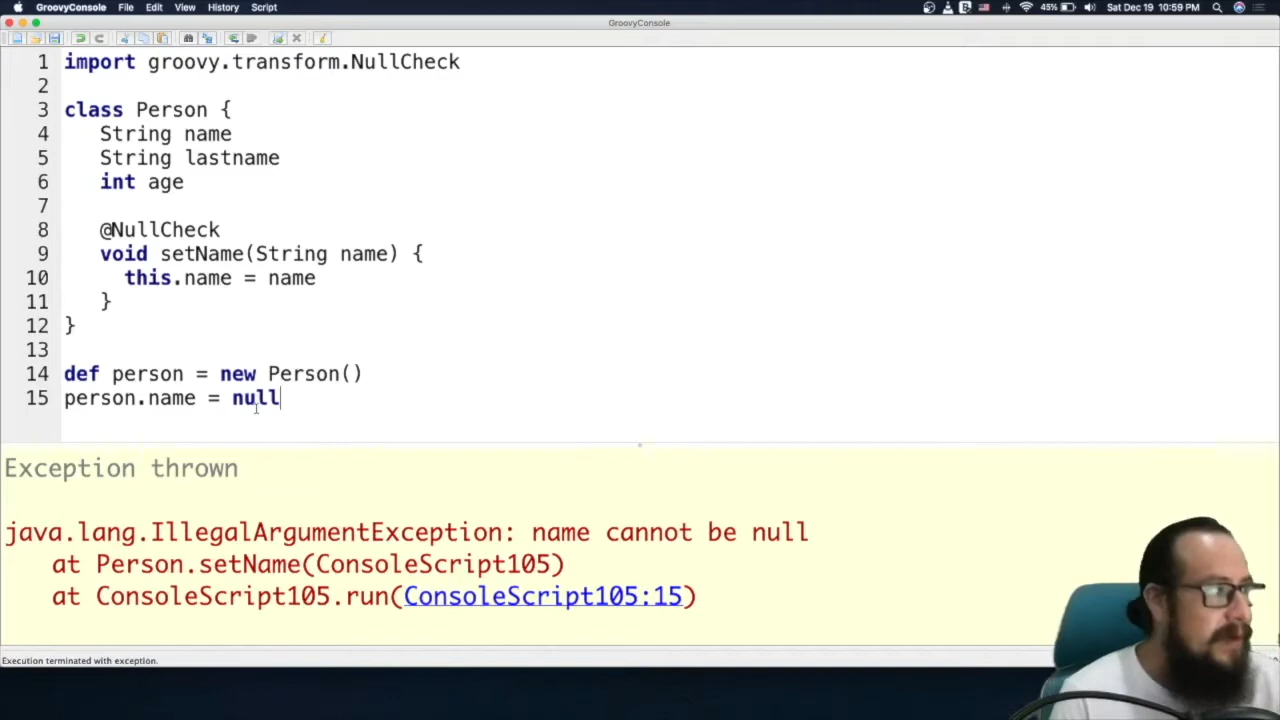 GroovyConsole File Edit View History Script 45% Sat Dec 19 10:59 PM
GroovyConsole
1 import groovy.transform.NullCheck
2
3 class Person {
4 String name
5 String lastname
6 int age
7
8 @NullCheck
9 void setName(String name) {
10 this.name = name
11 }
12 }
13
14 def person = new Person()
15 person.name = null
Exception thrown
java.lang.IllegalArgumentException: name cannot be null
at Person.setName(ConsoleScript105)
at ConsoleScript105.run(ConsoleScript105:15)
Execution terminated with exception.